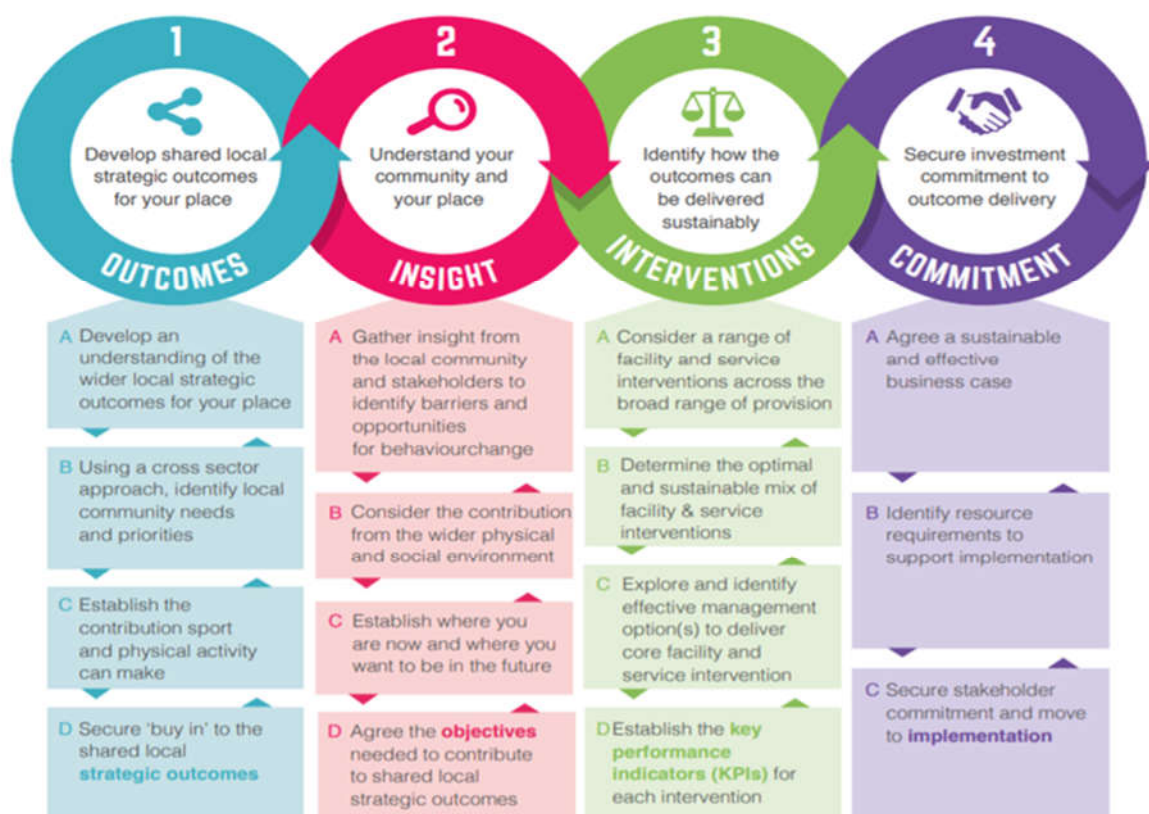 1
Develop shared local
strategic outcomes
for your place
OUTCOMES
2
Understand your
community and
your place
INSIGHT
3
Identify how the
outcomes can
be delivered
sustainably
INTERVENTIONS
4
Secure investment
commitment to
outcome delivery
COMMITMENT
A Develop an
understanding of the
wider local strategic
outcomes for your place
B Using a cross sector
approach, identify local
community needs
and priorities
C Establish the
contribution sport
and physical activity
can make
D Secure ‘buy in’ to the
shared local
strategic outcomes
A Gather insight from
the local community
and stakeholders to
identify barriers and
opportunities
for behaviourchange
B Consider the contribution
from the wider physical
and social environment
C Establish where you
are now and where you
want to be in the future
D Agree the objectives
needed to contribute
to shared local
strategic outcomes
A Consider a range of
facility and service
interventions across the
broad range of provision
B Determine the optimal
and sustainable mix of
facility & service
interventions
C Explore and identify
effective management
option(s) to deliver
core facility and
service intervention
D Establish the key
performance
indicators (KPIs) for
each intervention
A Agree a sustainable
and effective
business case
B Identify resource
requirements to
support implementation
C Secure stakeholder
commitment and move
to implementation